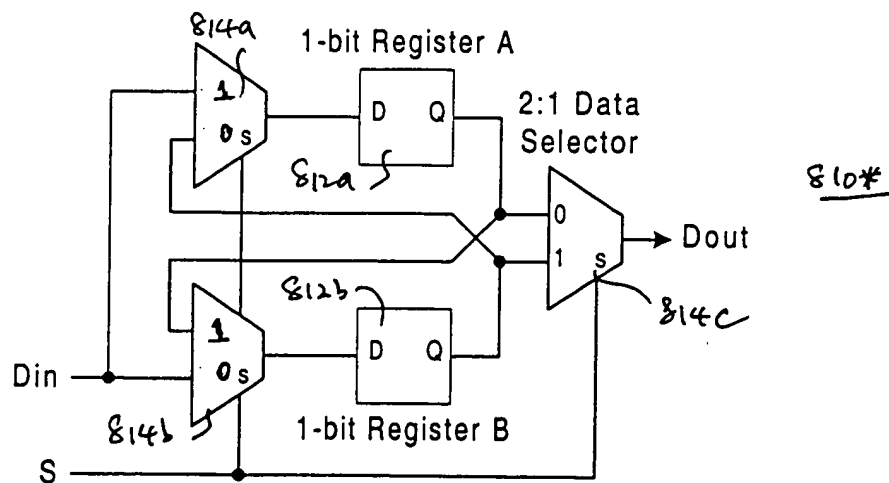 814a
1-bit Register A
1
0 s
D Q
2:1 Data
Selector
812a
810*
0
1
s
Dout
814c
812b
1
0 s
D Q
Din
814b
1-bit Register B
S